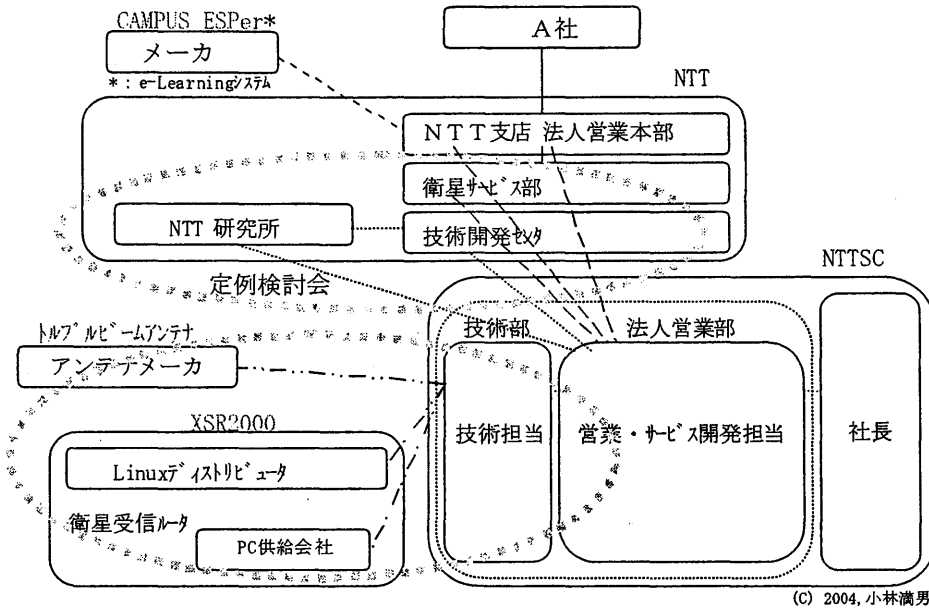 CAMPUS ESPer*
メーカ
*：e-Learningシステム
A社
NTT
NTT支店 法人営業本部
衛星サービス部
NTT 研究所
技術開発センタ
定例検討会
NTTSC
技術部
法人営業部
トルプルビームアンテナ
アンテナメーカ
技術担当
営業・サービス開発担当
社長
XSR2000
Linuxディストリビュータ
衛星受信ルータ
PC供給会社
(C) 2004,小林満男